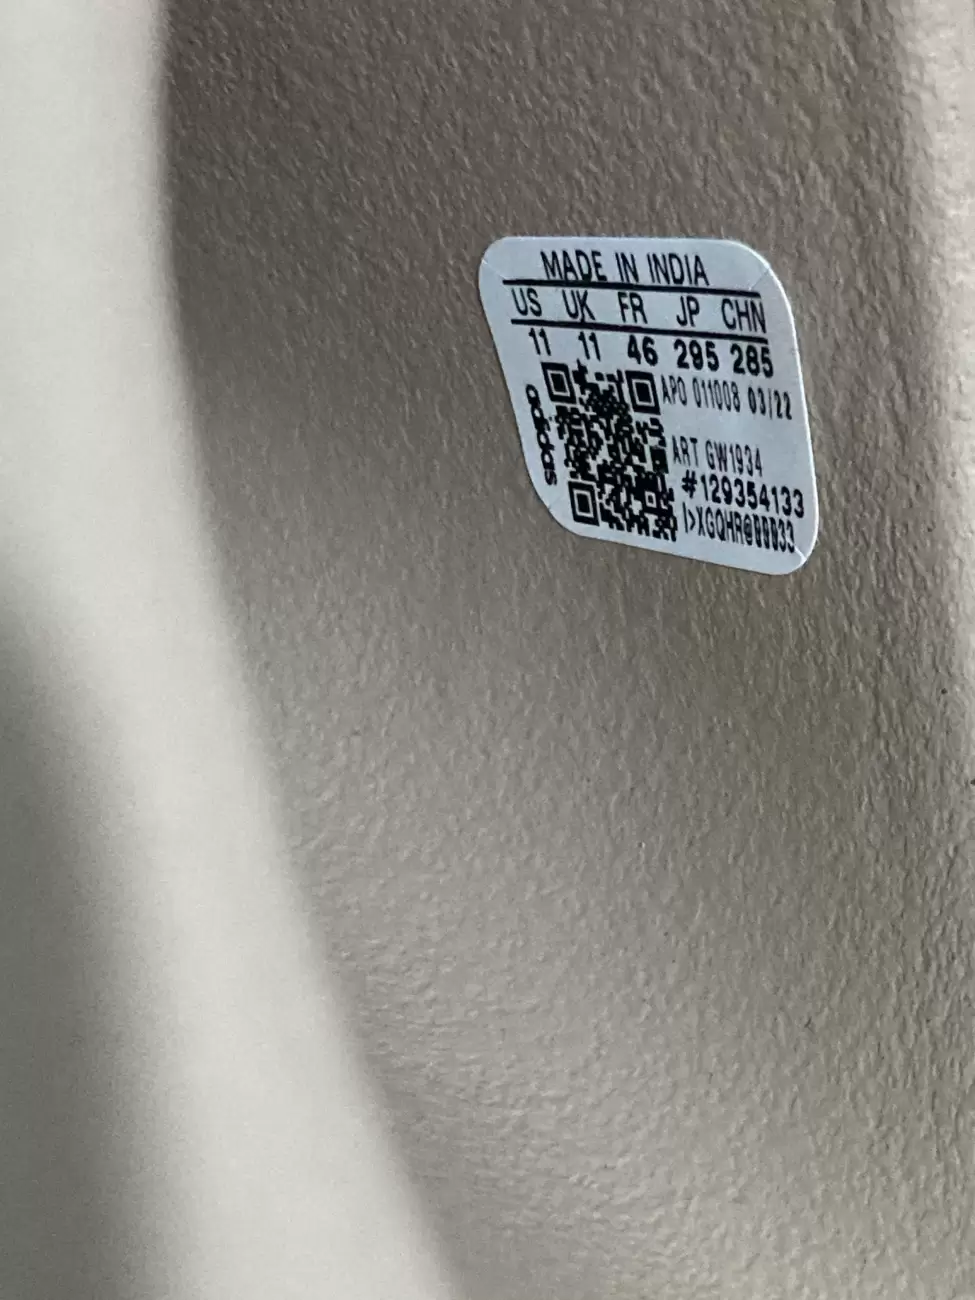 MADE IN INDIA
US UK FR JP CHN
11 11 46 295 285
adidas
APO 011008 03/22
ART GW1934
#129354133